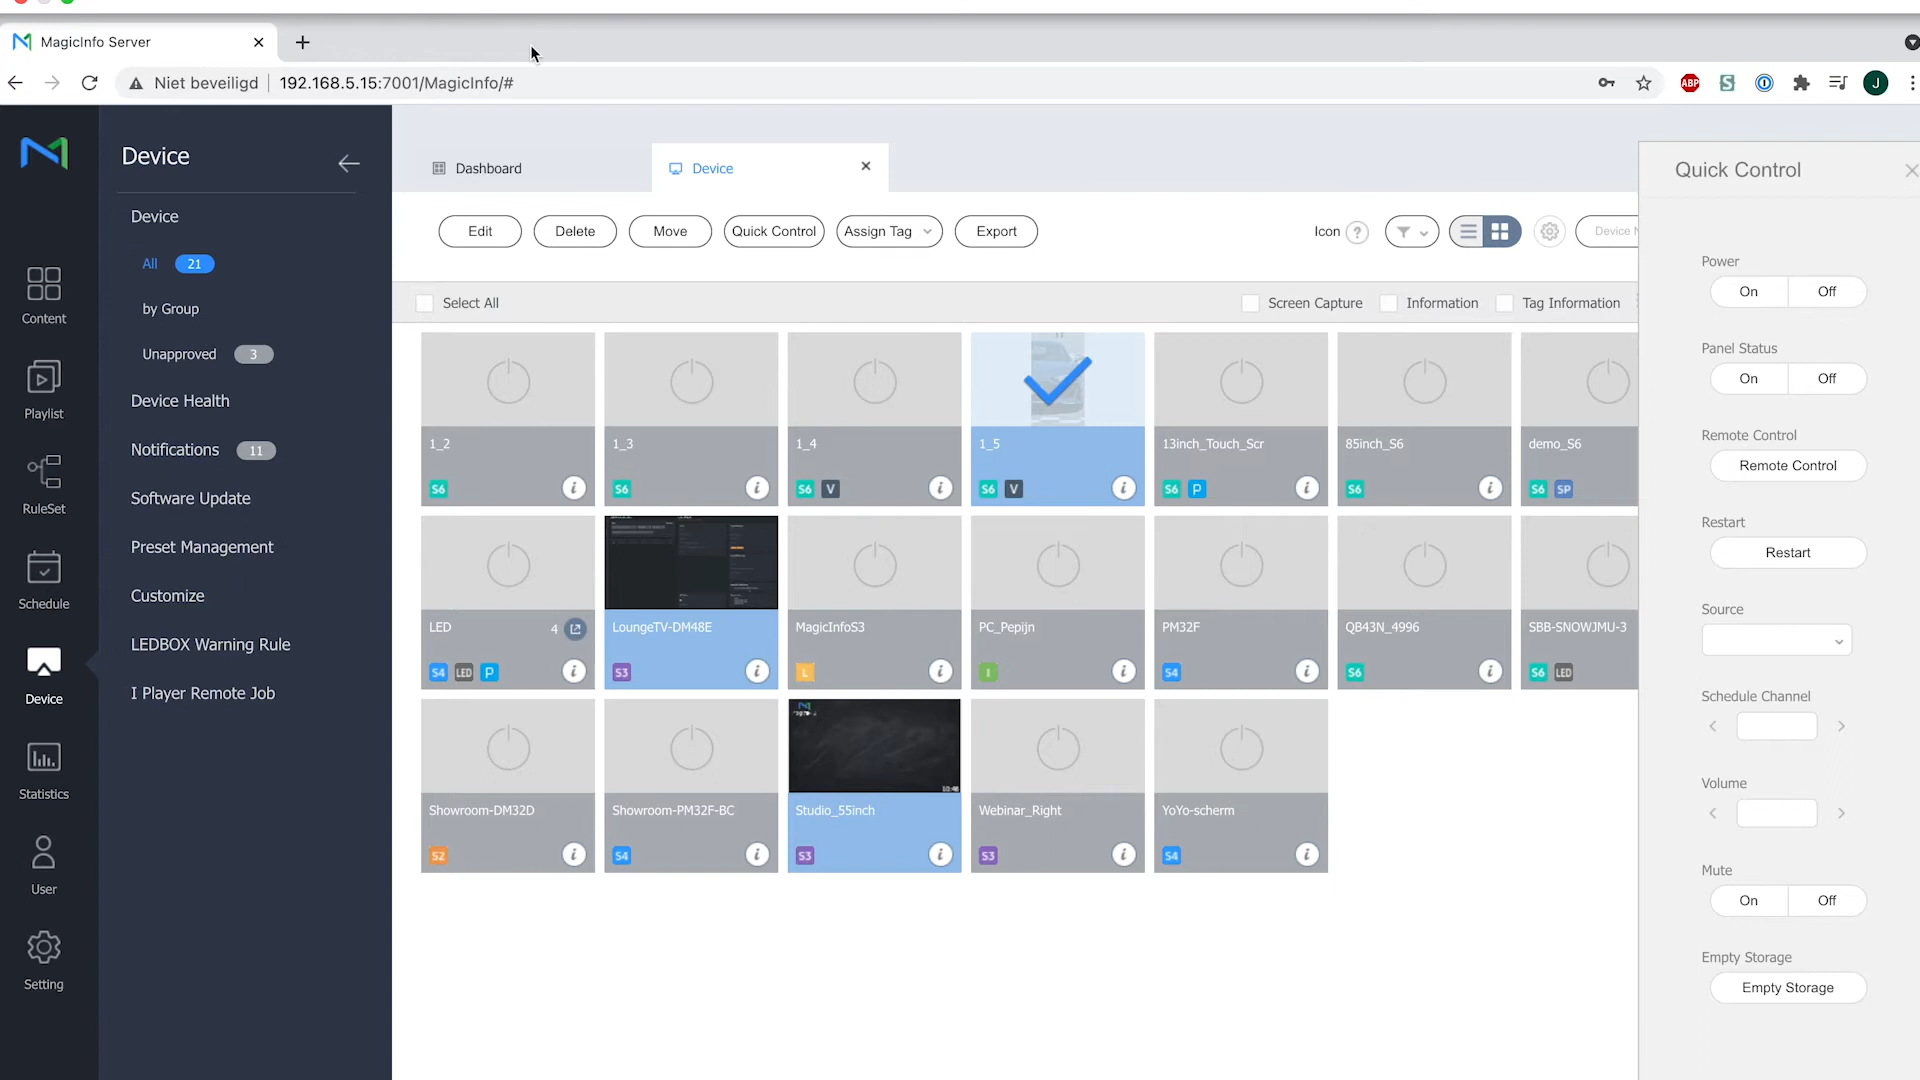 MagicInfo Server
Niet beveiligd
192.168.5.15:7001/MagicInfo/#
ABP
J
Device
Dashboard
Device
Quick Control
Device
Edit
Delete
Move
Quick Control
Assign Tag
Export
Icon
?
Device N
All
21
Power
On
Off
by Group
Select All
Screen Capture
Information
Tag Information
Content
Unapproved
3
Panel Status
On
Off
Device Health
Playlist
Notifications
11
1_2
1_3
1_4
1_5
13inch_Touch_Scr
85inch_S6
demo_S6
Remote Control
Remote Control
S6
i
S6
i
S6
V
i
S6
V
i
S6
P
i
S6
i
S6
SP
RuleSet
Software Update
Restart
Restart
Preset Management
Schedule
Customize
Source
LED
4
LoungeTV-DM48E
MagicInfoS3
PC_Pepijn
PM32F
QB43N_4996
SBB-SNOWJMU-3
LEDBOX Warning Rule
S4
LED
P
i
S3
i
L
i
I
i
S4
i
S6
i
S6
LED
Device
I Player Remote Job
Schedule Channel
Statistics
Volume
10:46
Showroom-DM32D
Showroom-PM32F-BC
Studio_55inch
Webinar_Right
YoYo-scherm
S2
i
S4
i
S3
i
S3
i
S4
i
User
Mute
On
Off
Setting
Empty Storage
Empty Storage